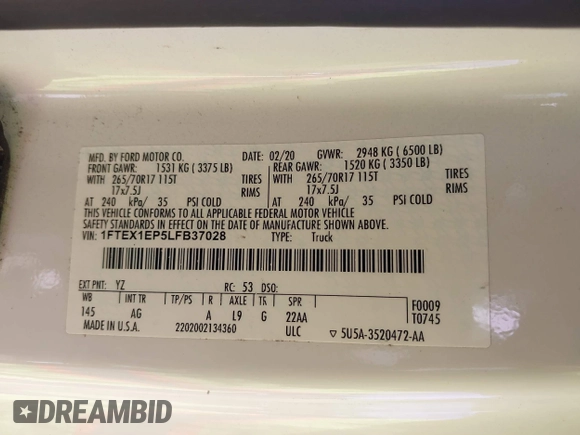 MFD. BY FORD MOTOR CO. 02/20 GVWR: 2948 KG ( 6500 LB)
FRONT GAWR: 1531 KG ( 3375 LB) REAR GAWR: 1520 KG ( 3350 LB)
WITH 265/70R17 115T TIRES WITH 265/70R17 115T TIRES
17x7.5J RIMS 17x7.5J RIMS
AT 240 kPa/ 35 PSI COLD AT 240 kPa/ 35 PSI COLD
THIS VEHICLE CONFORMS TO ALL APPLICABLE FEDERAL MOTOR VEHICLE
SAFETY STANDARDS IN EFFECT ON THE DATE OF MANUFACTURE SHOWN ABOVE.
VIN: 1FTEX1EP5LFB37028 TYPE: Truck
EXT PNT: YZ RC: 53 DSO:
WB INT TR TP/PS R AXLE TR SPR F0009
145 AG A L9 G 22AA T0745
MADE IN U.S.A. 2202002134360 ULC ▽ 5U5A-3520472-AA
DREAMBID